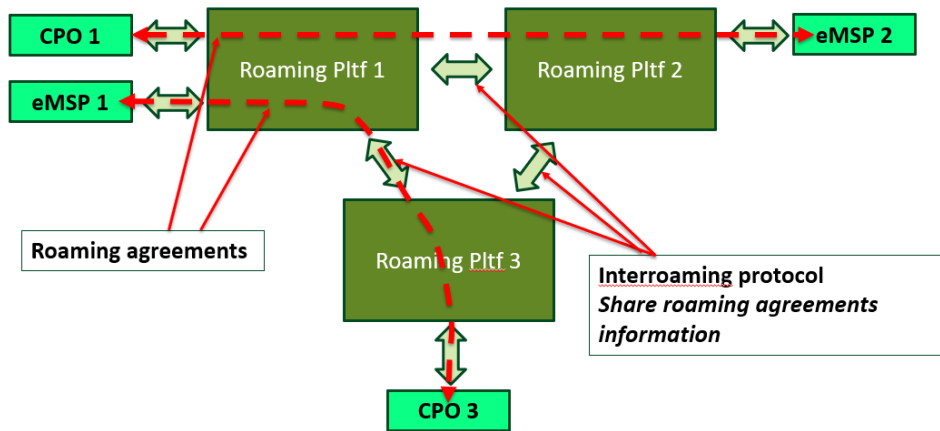 CPO 1
Roaming Pltf 1
Roaming Pltf 2
eMSP 2
eMSP 1
Roaming agreements
Roaming Pltf 3
Interroaming protocol
Share roaming agreements
information
CPO 3